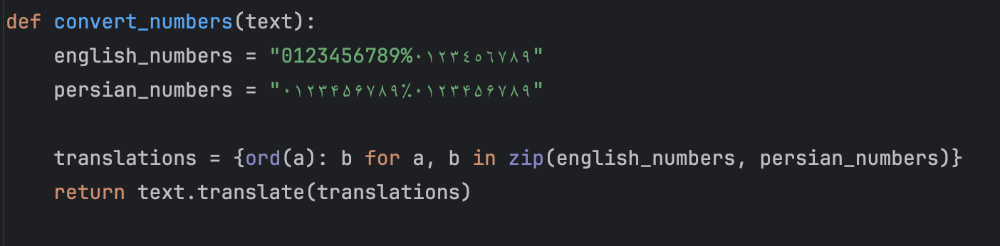 def convert_numbers(text):
    english_numbers = "0123456789%٠١٢٣٤٥٦٧٨٩"
    persian_numbers = "۰۱۲۳۴۵۶۷۸۹٪۰۱۲۳۴۵۶۷۸۹"
    translations = {ord(a): b for a, b in zip(english_numbers, persian_numbers)}
    return text.translate(translations)